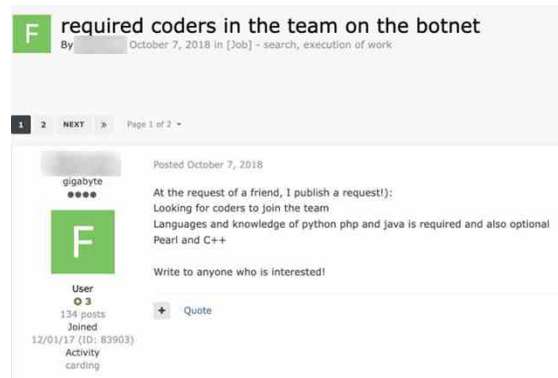 F
required coders in the team on the botnet
By October 7, 2018 in [Job] - search, execution of work
1 2 NEXT » Page 1 of 2
Posted October 7, 2018
gigabyte
At the request of a friend, I publish a request!):
Looking for coders to join the team
Languages and knowledge of python php and java is required and also optional
Pearl and C++
Write to anyone who is interested!
F
User
3
134 posts
Joined
12/01/17 (ID: 83903)
Activity
carding
+ Quote